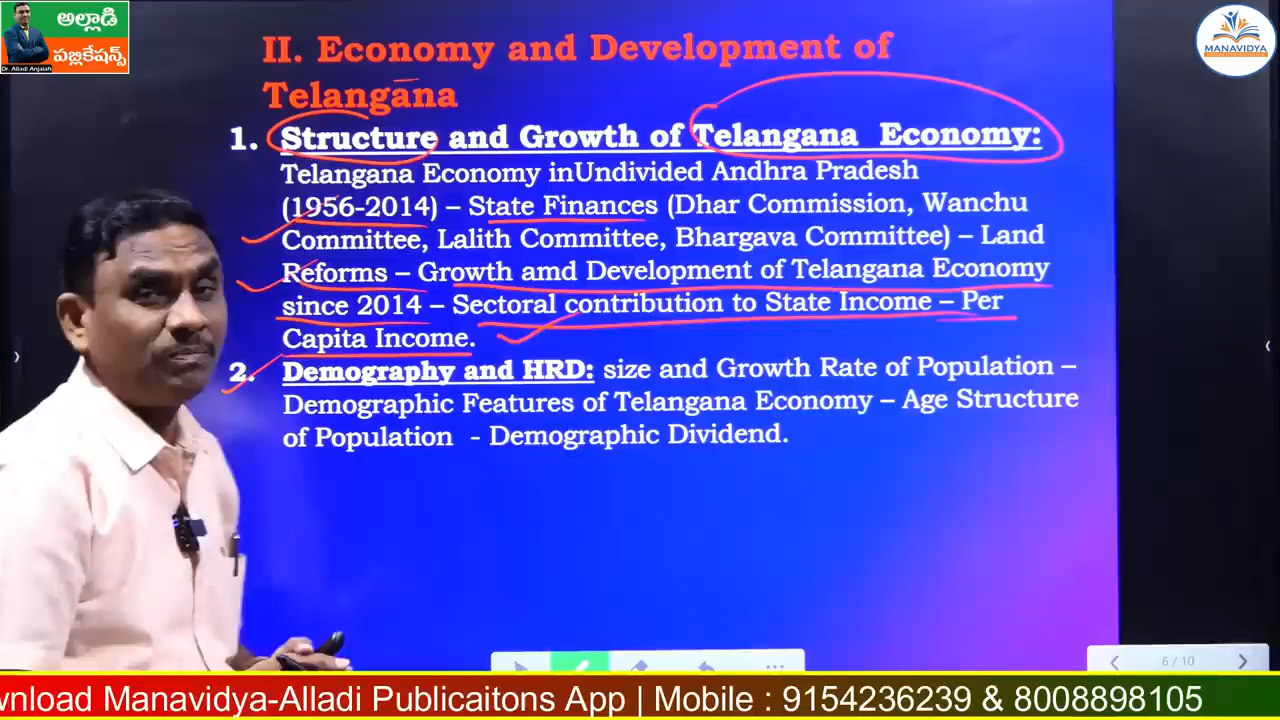 అల్లాడి
పబ్లికేషన్స్
Dr. Alladi Anjaiah
MANAVIDYA
II. Economy and Development of
Telangana
1. Structure and Growth of Telangana Economy:
Telangana Economy inUndivided Andhra Pradesh
(1956-2014) – State Finances (Dhar Commission, Wanchu
Committee, Lalith Committee, Bhargava Committee) – Land
Reforms – Growth amd Development of Telangana Economy
since 2014 – Sectoral contribution to State Income – Per
Capita Income.
2. Demography and HRD: size and Growth Rate of Population –
Demographic Features of Telangana Economy – Age Structure
of Population - Demographic Dividend.
6 / 10
wnload Manavidya-Alladi Publicaitons App | Mobile : 9154236239 & 8008898105